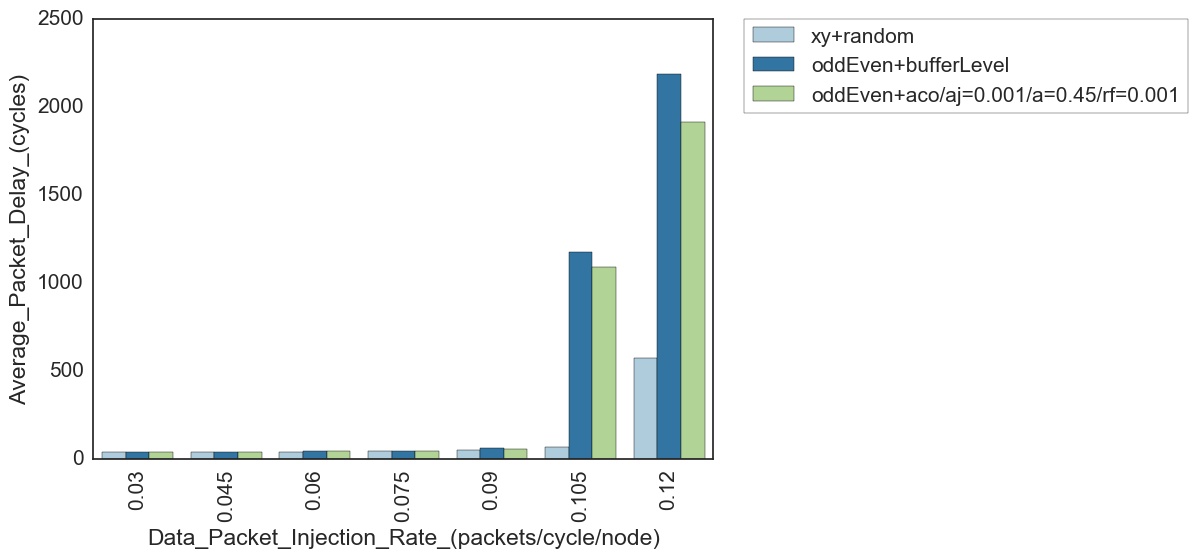 2500
2000
1500
1000
500
0
Average_Packet_Delay_(cycles)
0.03
0.045
0.06
0.075
0.09
0.105
0.12
Data_Packet_Injection_Rate_(packets/cycle/node)
xy+random
oddEven+bufferLevel
oddEven+aco/aj=0.001/a=0.45/rf=0.001